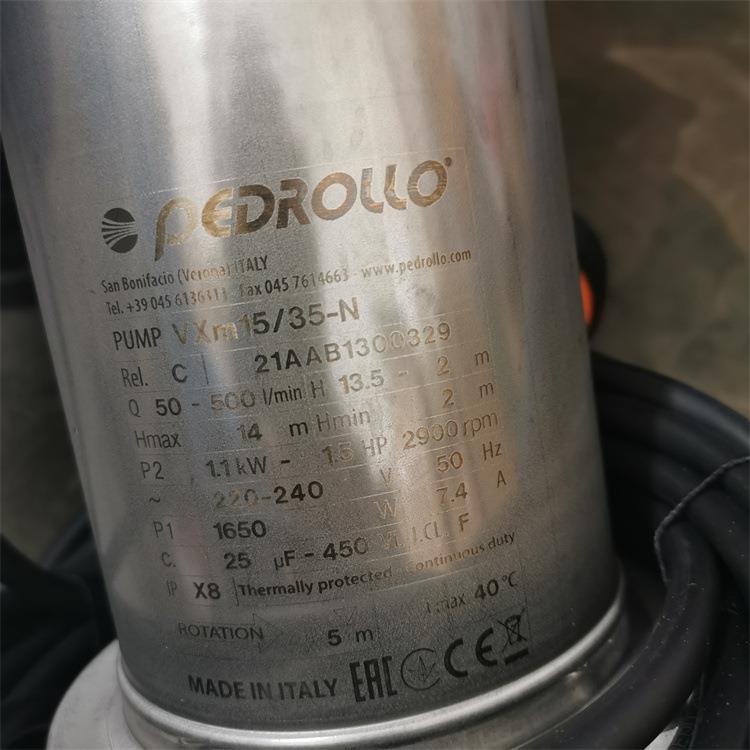 PEDROLLO
San Bonifacio (Verona) ITALY
Tel. +39 045 6136311 Fax 045 7614663 - www.pedrollo.com
PUMP VXm15/35-N
Rel. C 21AAB1300329
Q 50 - 500 l/min H 13.5 - 2 m
Hmax 14 m Hmin 2 m
P2 1.1 kW - 1.5 HP 2900 rpm
~ 220-240 V 50 Hz
P1 1650 W 7.4 A
C. 25 µF - 450 I.CL. F
IP X8 Thermally protected Continuous duty
ROTATION 5 m t max 40 °C
MADE IN ITALY EAC CE